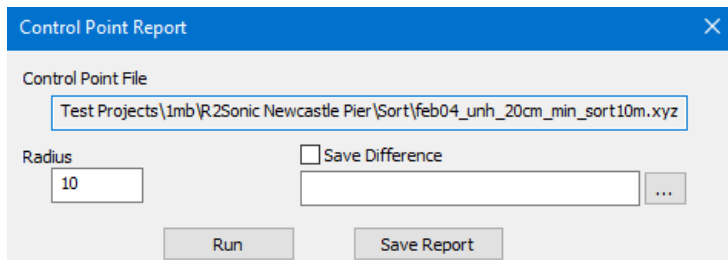 Control Point Report
Control Point File
Test Projects\1mb\R2Sonic Newcastle Pier\Sort\feb04_unh_20cm_min_sort10m.xyz
Radius
Save Difference
10
...
Run
Save Report